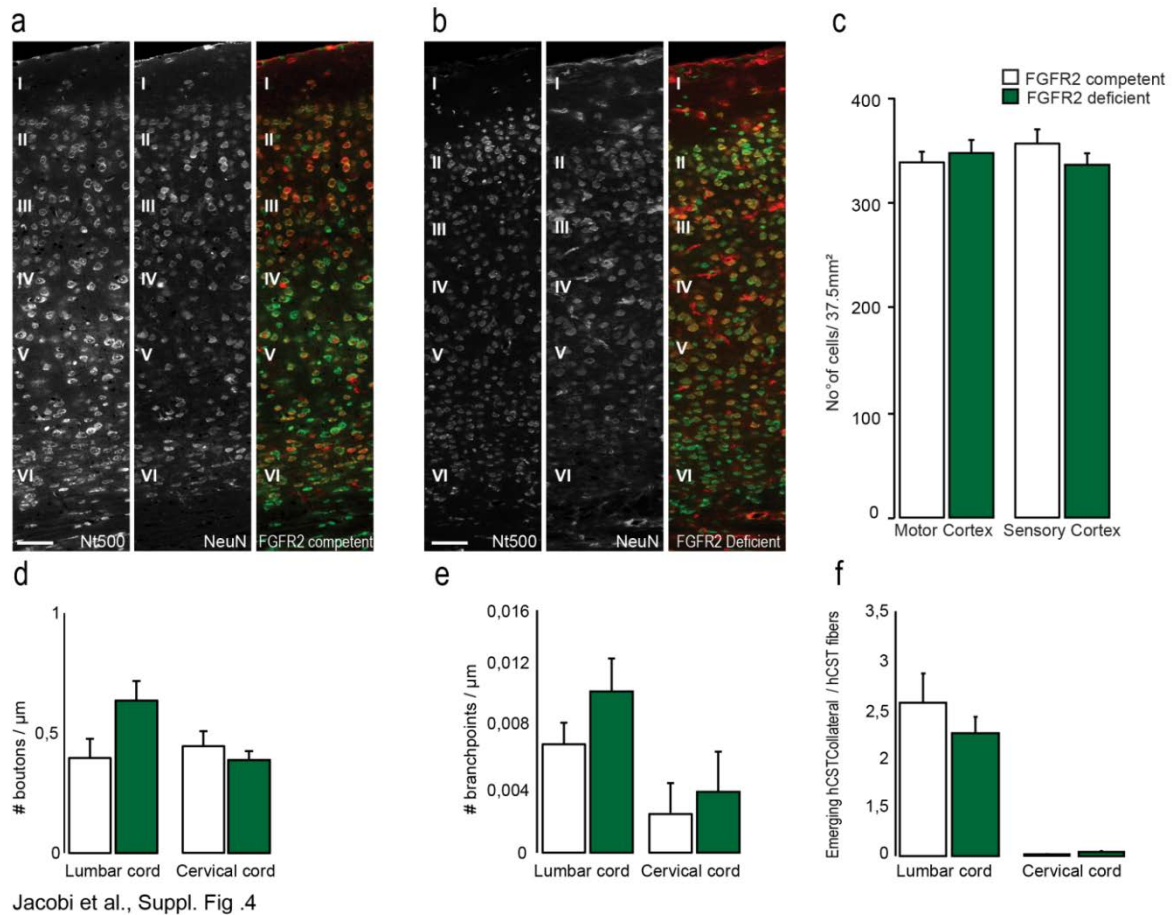 a
I
II
III
IV
V
VI
Nt500
I
II
III
IV
V
VI
NeuN
I
II
III
IV
V
VI
FGFR2 competent
b
I
II
III
IV
V
VI
Nt500
I
II
III
IV
V
VI
NeuN
I
II
III
IV
V
VI
FGFR2 Deficient
c
FGFR2 competent
FGFR2 deficient
No°of cells/ 37.5mm²
400
300
200
100
0
Motor Cortex Sensory Cortex
d
# boutons / µm
1
0,5
0
Lumbar cord Cervical cord
e
# branchpoints / µm
0,016
0,012
0,008
0,004
0
Lumbar cord Cervical cord
f
Emerging hCSTCollateral / hCST fibers
3,5
3
2,5
2
1,5
1
0
Lumbar cord Cervical cord
Jacobi et al., Suppl. Fig .4